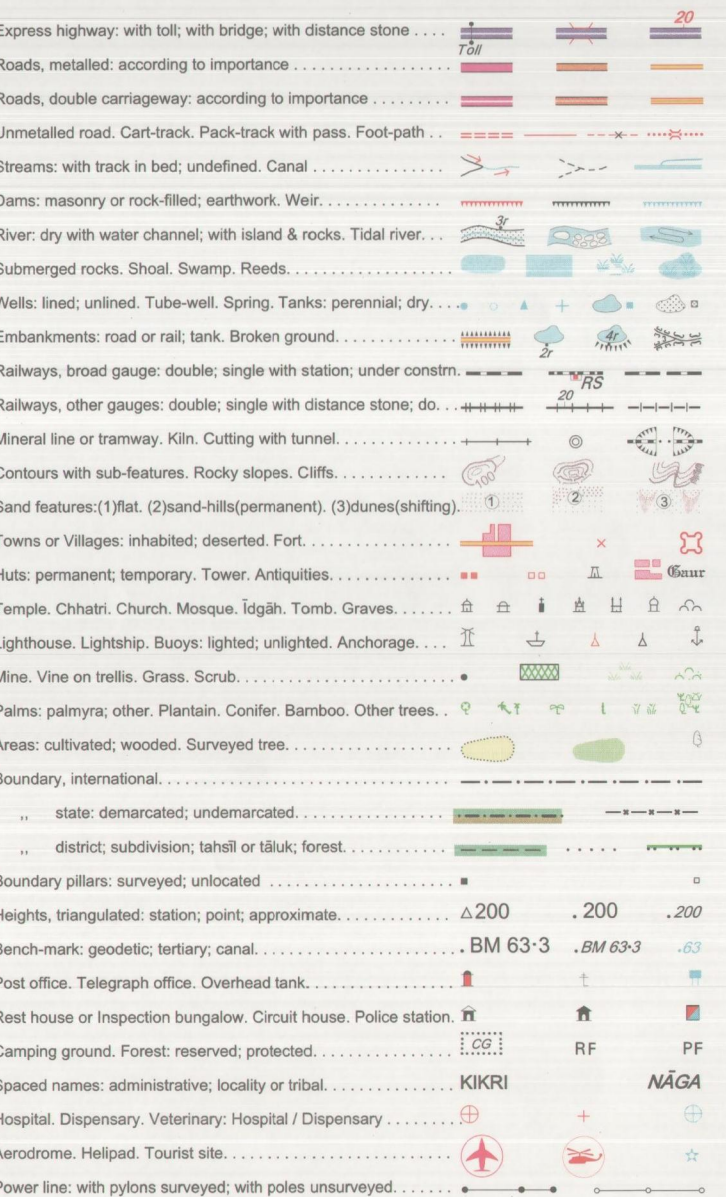 Express highway: with toll; with bridge; with distance stone .... Toll 20
Roads, metalled: according to importance
Roads, double carriageway: according to importance
Unmetalled road. Cart-track. Pack-track with pass. Foot-path
Streams: with track in bed; undefined. Canal
Dams: masonry or rock-filled; earthwork. Weir.
River: dry with water channel; with island & rocks. Tidal river. 3r
Submerged rocks. Shoal. Swamp. Reeds.
Wells: lined; unlined. Tube-well. Spring. Tanks: perennial; dry.
Embankments: road or rail; tank. Broken ground. 2r 4r
Railways, broad gauge: double; single with station; under constrn. RS
Railways, other gauges: double; single with distance stone; do. 20
Mineral line or tramway. Kiln. Cutting with tunnel.
Contours with sub-features. Rocky slopes. Cliffs. 100
Sand features:(1)flat. (2)sand-hills(permanent). (3)dunes(shifting). 1 2 3
Towns or Villages: inhabited; deserted. Fort.
Huts: permanent; temporary. Tower. Antiquities. Gaur
Temple. Chhatri. Church. Mosque. Īdgāh. Tomb. Graves.
Lighthouse. Lightship. Buoys: lighted; unlighted. Anchorage.
Mine. Vine on trellis. Grass. Scrub.
Palms: palmyra; other. Plantain. Conifer. Bamboo. Other trees.
Areas: cultivated; wooded. Surveyed tree.
Boundary, international.
,, state: demarcated; undemarcated.
,, district; subdivision; tahsīl or tāluk; forest.
Boundary pillars: surveyed; unlocated
Heights, triangulated: station; point; approximate. △200 .200 .200
Bench-mark: geodetic; tertiary; canal. .BM 63·3 .BM 63·3 .63
Post office. Telegraph office. Overhead tank.
Rest house or Inspection bungalow. Circuit house. Police station.
Camping ground. Forest: reserved; protected. CG RF PF
Spaced names: administrative; locality or tribal. KIKRI NĀGA
Hospital. Dispensary. Veterinary: Hospital / Dispensary
Aerodrome. Helipad. Tourist site.
Power line: with pylons surveyed; with poles unsurveyed.